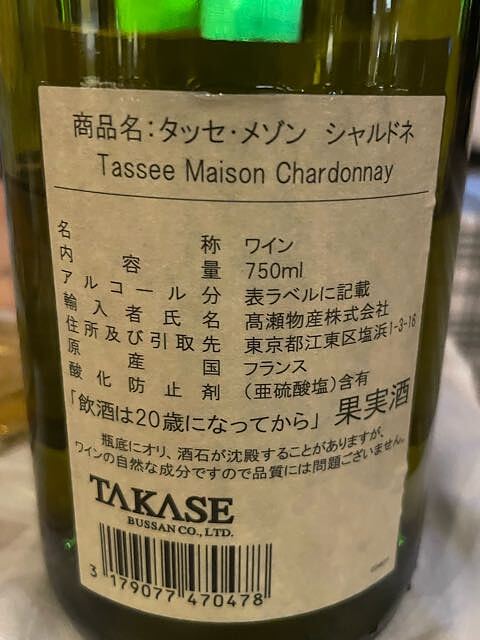 商品名：タッセ・メゾン シャルドネ
Tassee Maison Chardonnay
名称 ワイン
内容量 750ml
アルコール分 表ラベルに記載
輸入者氏名 髙瀬物産株式会社
住所及び引取先 東京都江東区塩浜1-3-16
原産国 フランス
酸化防止剤 （亜硫酸塩）含有
「飲酒は20歳になってから」 果実酒
瓶底にオリ、酒石が沈殿することがありますが、
ワインの自然な成分ですので品質には問題ございません。
TAKASE
BUSSAN CO., LTD.
3 179077 470478